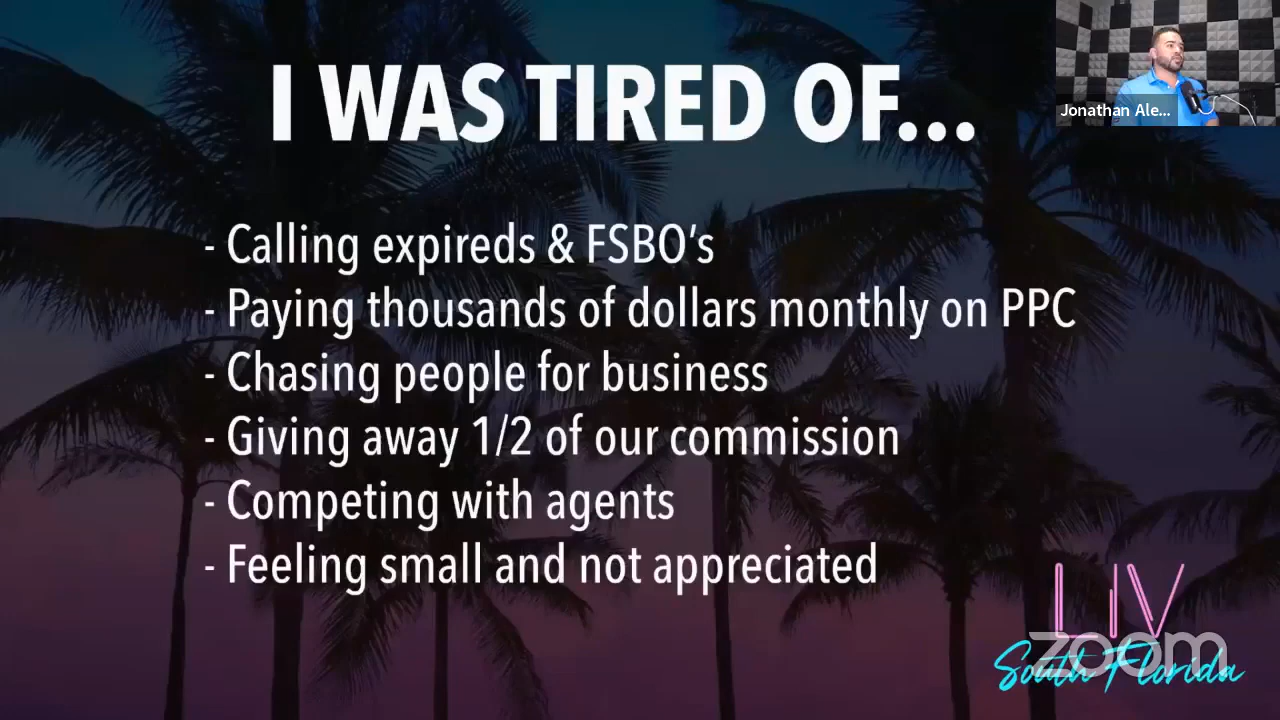 I WAS TIRED OF...
Jonathan Ale...
- Calling expireds & FSBO’s
- Paying thousands of dollars monthly on PPC
- Chasing people for business
- Giving away 1/2 of our commission
- Competing with agents
- Feeling small and not appreciated
LIV
zoom
South Florida